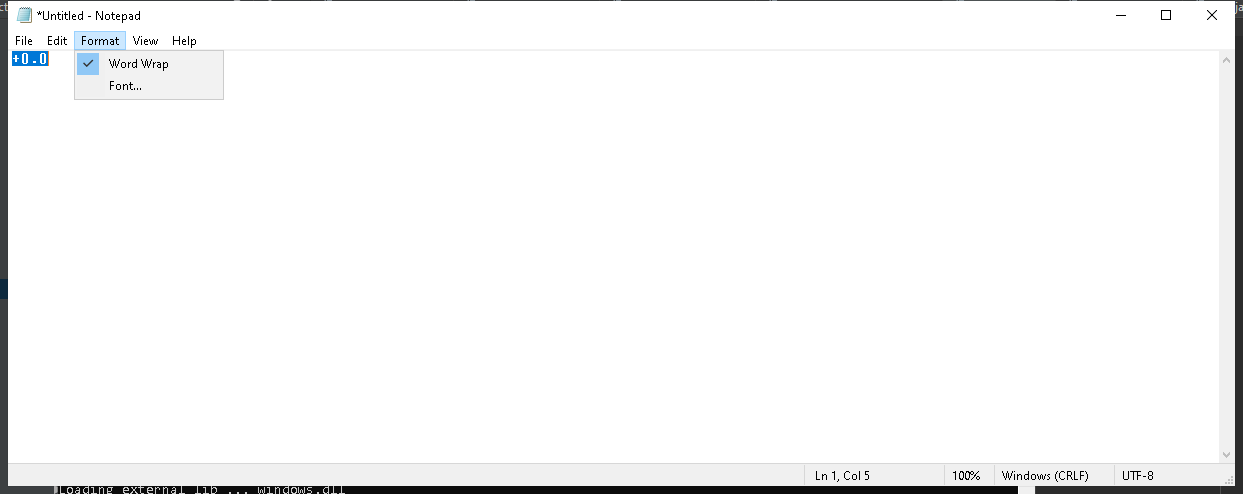 *Untitled - Notepad
File Edit Format View Help
+0.0
Word Wrap
Font...
Ln 1, Col 5 100% Windows (CRLF) UTF-8
Loading external lib ... windows.dll